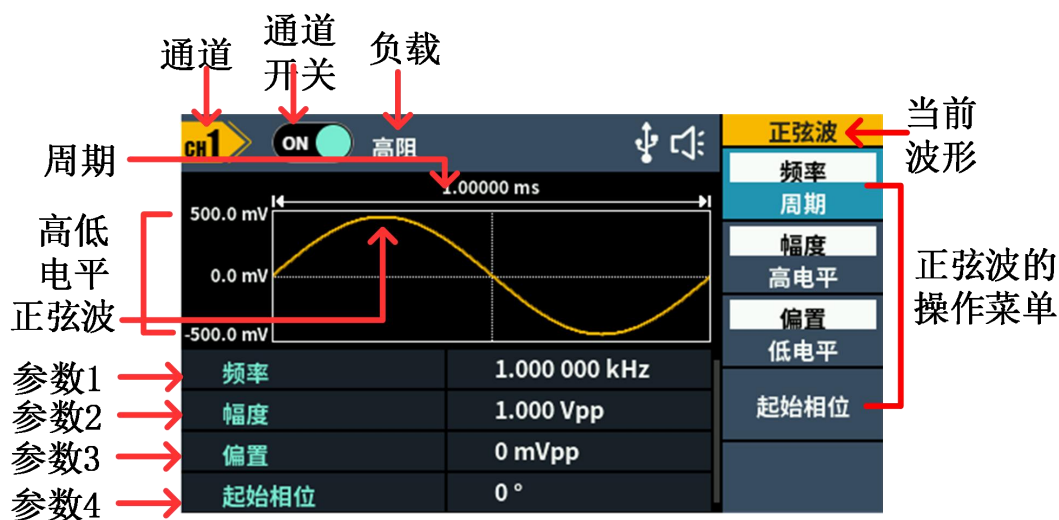 通道
通道
开关
负载
当前
波形
CH1
ON
高阻
正弦波
周期
1.00000 ms
频率
周期
500.0 mV
高低
电平
幅度
高电平
0.0 mV
正弦波的
操作菜单
正弦波
偏置
低电平
-500.0 mV
参数1
频率
1.000 000 kHz
参数2
幅度
1.000 Vpp
起始相位
参数3
偏置
0 mVpp
参数4
起始相位
0 °